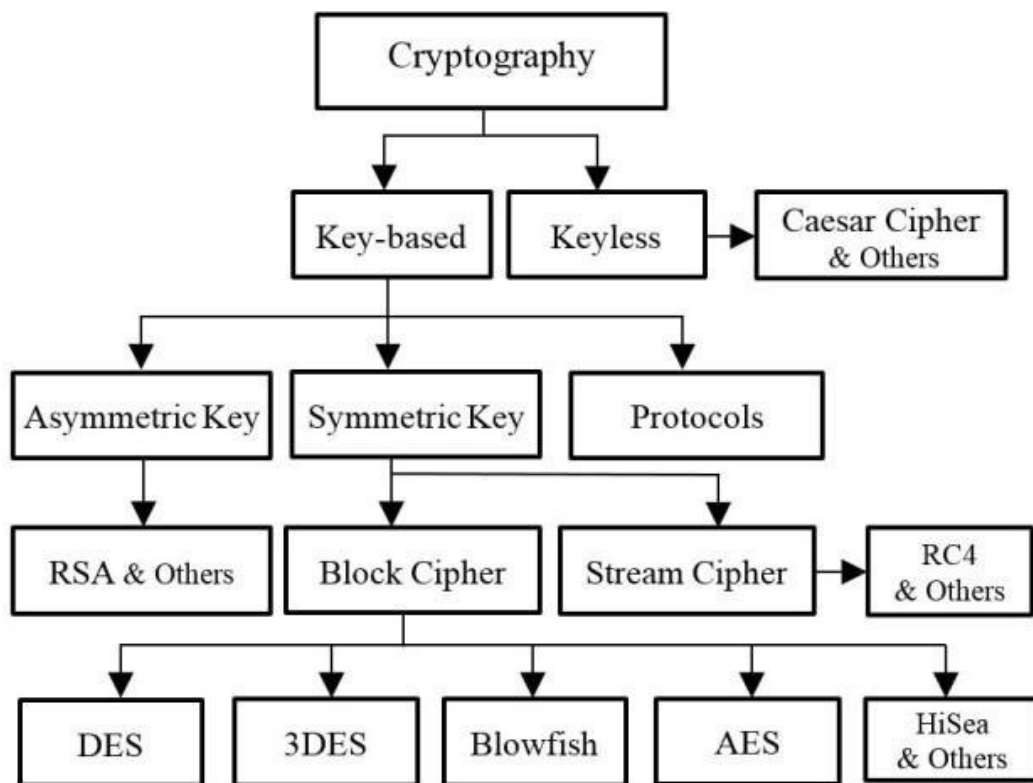 Cryptography
Key-based
Keyless
Caesar Cipher
& Others
Asymmetric Key
Symmetric Key
Protocols
RSA & Others
Block Cipher
Stream Cipher
RC4
& Others
DES
3DES
Blowfish
AES
HiSea
& Others